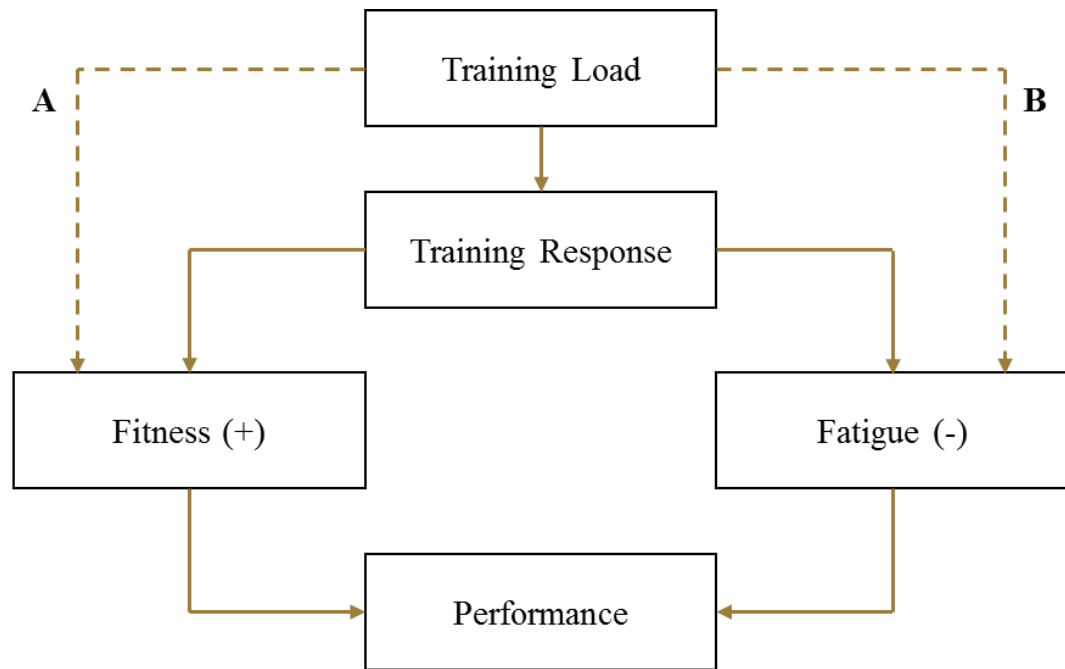 Training Load
A
B
Training Response
Fitness (+)
Fatigue (-)
Performance